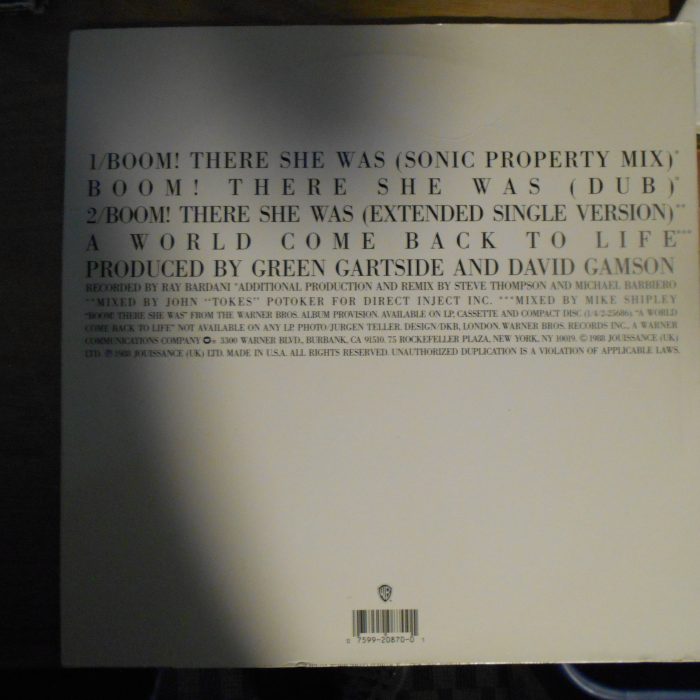 1/BOOM! THERE SHE WAS (SONIC PROPERTY MIX)*
BOOM! THERE SHE WAS (DUB)*
2/BOOM! THERE SHE WAS (EXTENDED SINGLE VERSION)**
A WORLD COME BACK TO LIFE***
PRODUCED BY GREEN GARTSIDE AND DAVID GAMSON
RECORDED BY RAY BARDANI *ADDITIONAL PRODUCTION AND REMIX BY STEVE THOMPSON AND MICHAEL BARBIERO
**MIXED BY JOHN "TOKES" POTOKER FOR DIRECT INJECT INC. ***MIXED BY MIKE SHIPLEY
"BOOM! THERE SHE WAS" FROM THE WARNER BROS. ALBUM PROVISION. AVAILABLE ON LP, CASSETTE AND COMPACT DISC (1/4/2-25686). "A WORLD
COME BACK TO LIFE" NOT AVAILABLE ON ANY LP. PHOTO/JURGEN TELLER. DESIGN/DKB, LONDON. WARNER BROS. RECORDS INC., A WARNER
COMMUNICATIONS COMPANY 3300 WARNER BLVD., BURBANK, CA 91510. 75 ROCKEFELLER PLAZA, NEW YORK, NY 10019. © 1988 JOUISSANCE (UK)
LTD. ℗ 1988 JOUISSANCE (UK) LTD. MADE IN U.S.A. ALL RIGHTS RESERVED. UNAUTHORIZED DUPLICATION IS A VIOLATION OF APPLICABLE LAWS.
WB
0 7599-20870-0 1